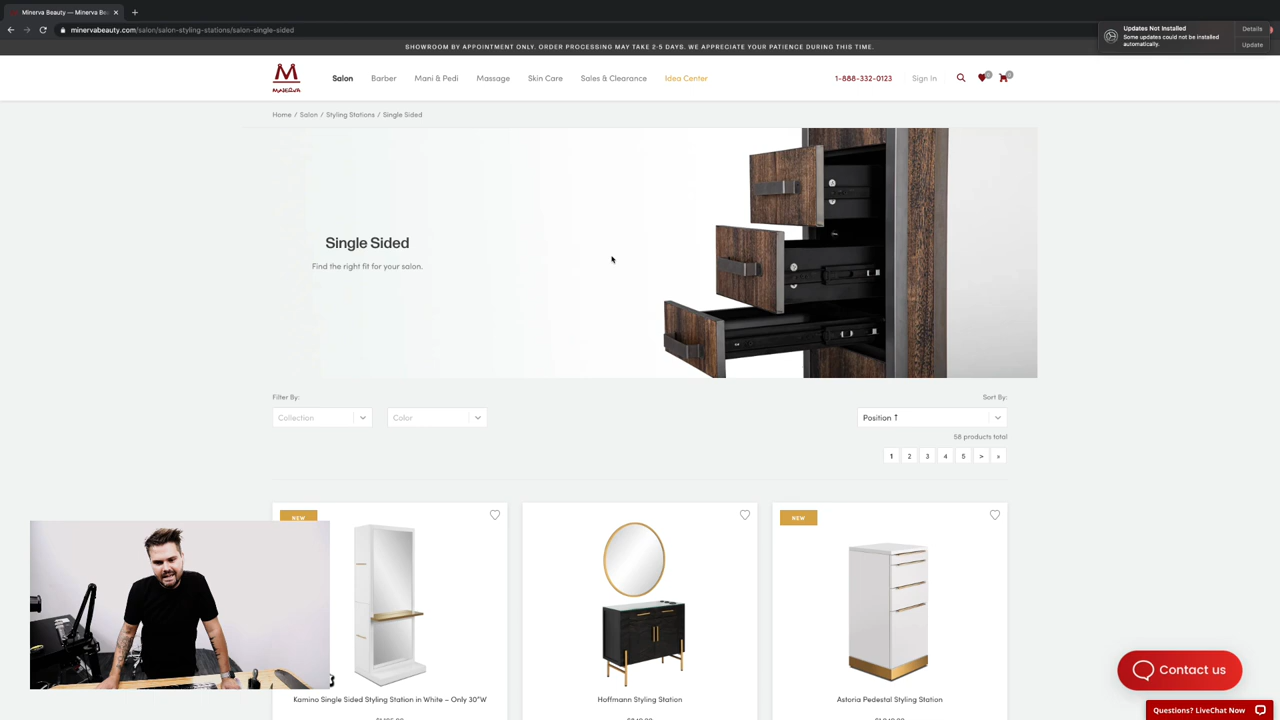 Minerva Beauty — Minerva Be
minervabeauty.com/salon/salon-styling-stations/salon-single-sided
Updates Not Installed
Some updates could not be installed
automatically.
Details
Update
SHOWROOM BY APPOINTMENT ONLY. ORDER PROCESSING MAY TAKE 2-5 DAYS. WE APPRECIATE YOUR PATIENCE DURING THIS TIME.
MINERVA
Salon Barber Mani & Pedi Massage Skin Care Sales & Clearance Idea Center 1-888-332-0123 Sign In 0 0
Home / Salon / Styling Stations / Single Sided
Single Sided
Find the right fit for your salon.
Filter By: Sort By:
Collection Color Position ↑
58 products total
1 2 3 4 5 > »
NEW NEW
Kamino Single Sided Styling Station in White – Only 30"W
Hoffmann Styling Station
Astoria Pedestal Styling Station
Contact us
Questions? LiveChat Now